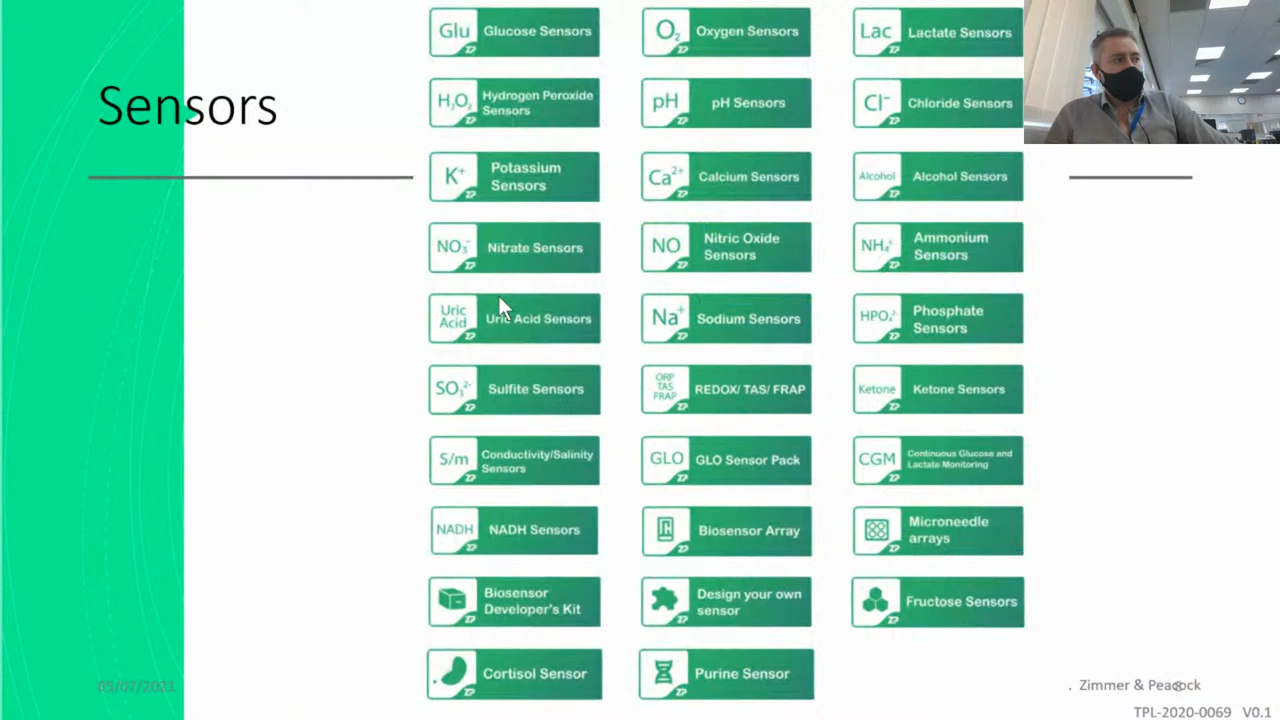 Sensors
Glu Glucose Sensors
O₂ Oxygen Sensors
Lac Lactate Sensors
H₂O₂ Hydrogen Peroxide
Sensors
pH pH Sensors
Cl⁻ Chloride Sensors
K⁺ Potassium
Sensors
Ca²⁺ Calcium Sensors
Alcohol Alcohol Sensors
NO₃⁻ Nitrate Sensors
NO Nitric Oxide
Sensors
NH₄⁺ Ammonium
Sensors
Uric
Acid
Uric Acid Sensors
Na⁺ Sodium Sensors
HPO₄²⁻ Phosphate
Sensors
SO₃²⁻ Sulfite Sensors
ORP
TAS
FRAP
REDOX/ TAS/ FRAP
Ketone Ketone Sensors
S/m Conductivity/Salinity
Sensors
GLO GLO Sensor Pack
CGM Continuous Glucose and
Lactate Monitoring
NADH NADH Sensors
Biosensor Array
Microneedle
arrays
Biosensor
Developer's Kit
Design your own
sensor
Fructose Sensors
Cortisol Sensor
Purine Sensor
05/07/2021
. Zimmer & Peacock
TPL-2020-0069 V0.1